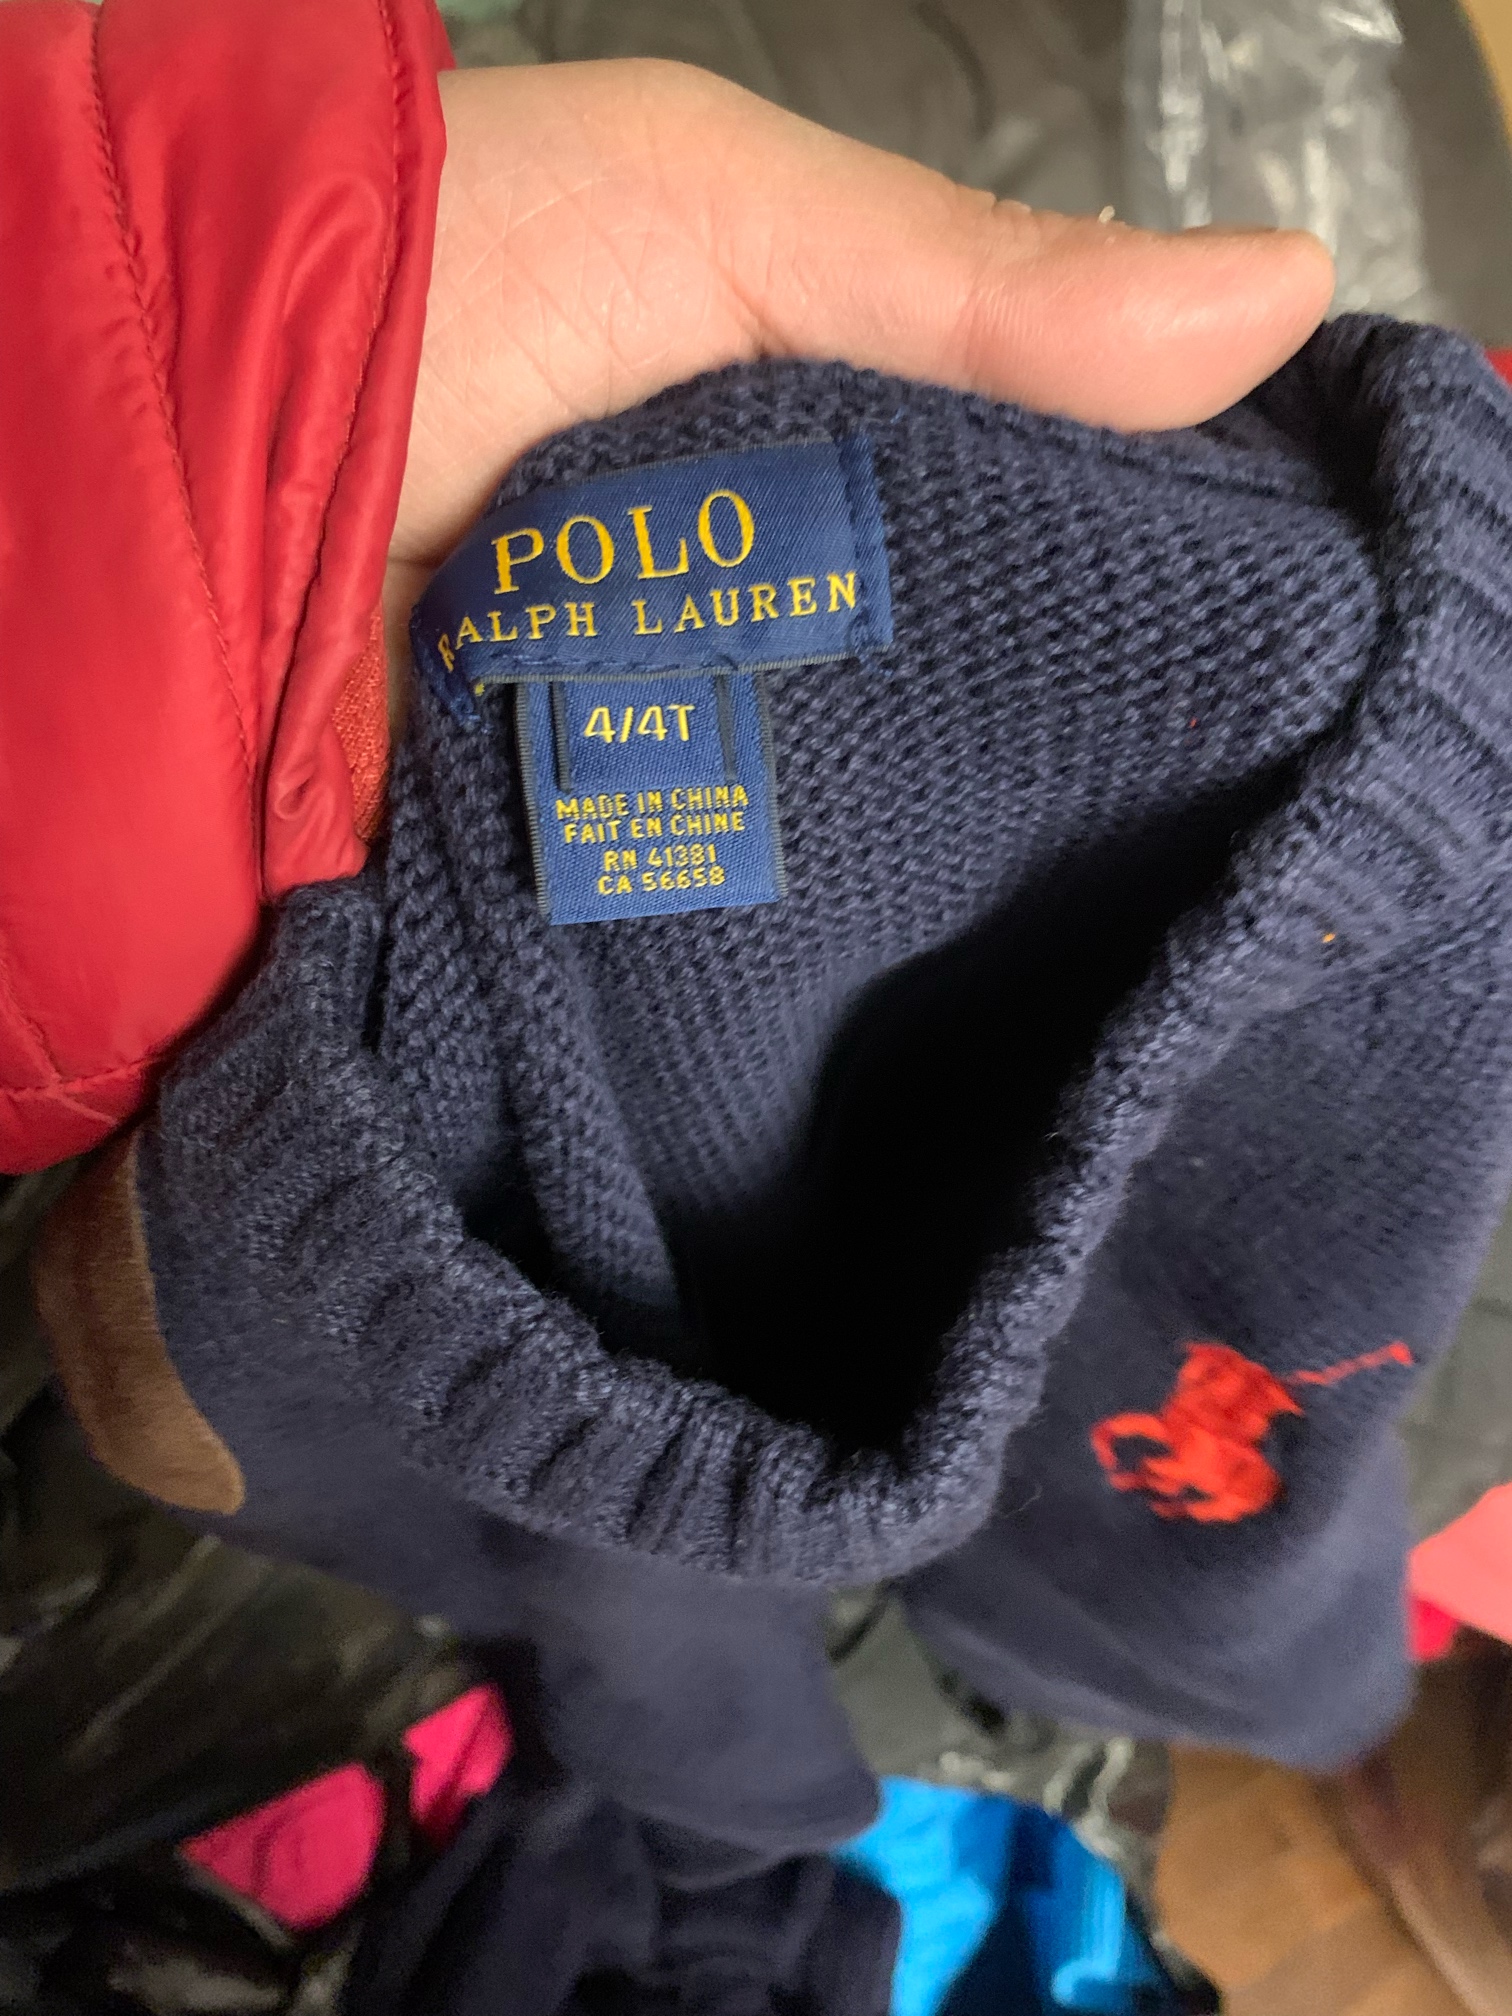 POLO
RALPH LAUREN
4/4T
MADE IN CHINA
FAIT EN CHINE
RN 41381
CA 56658